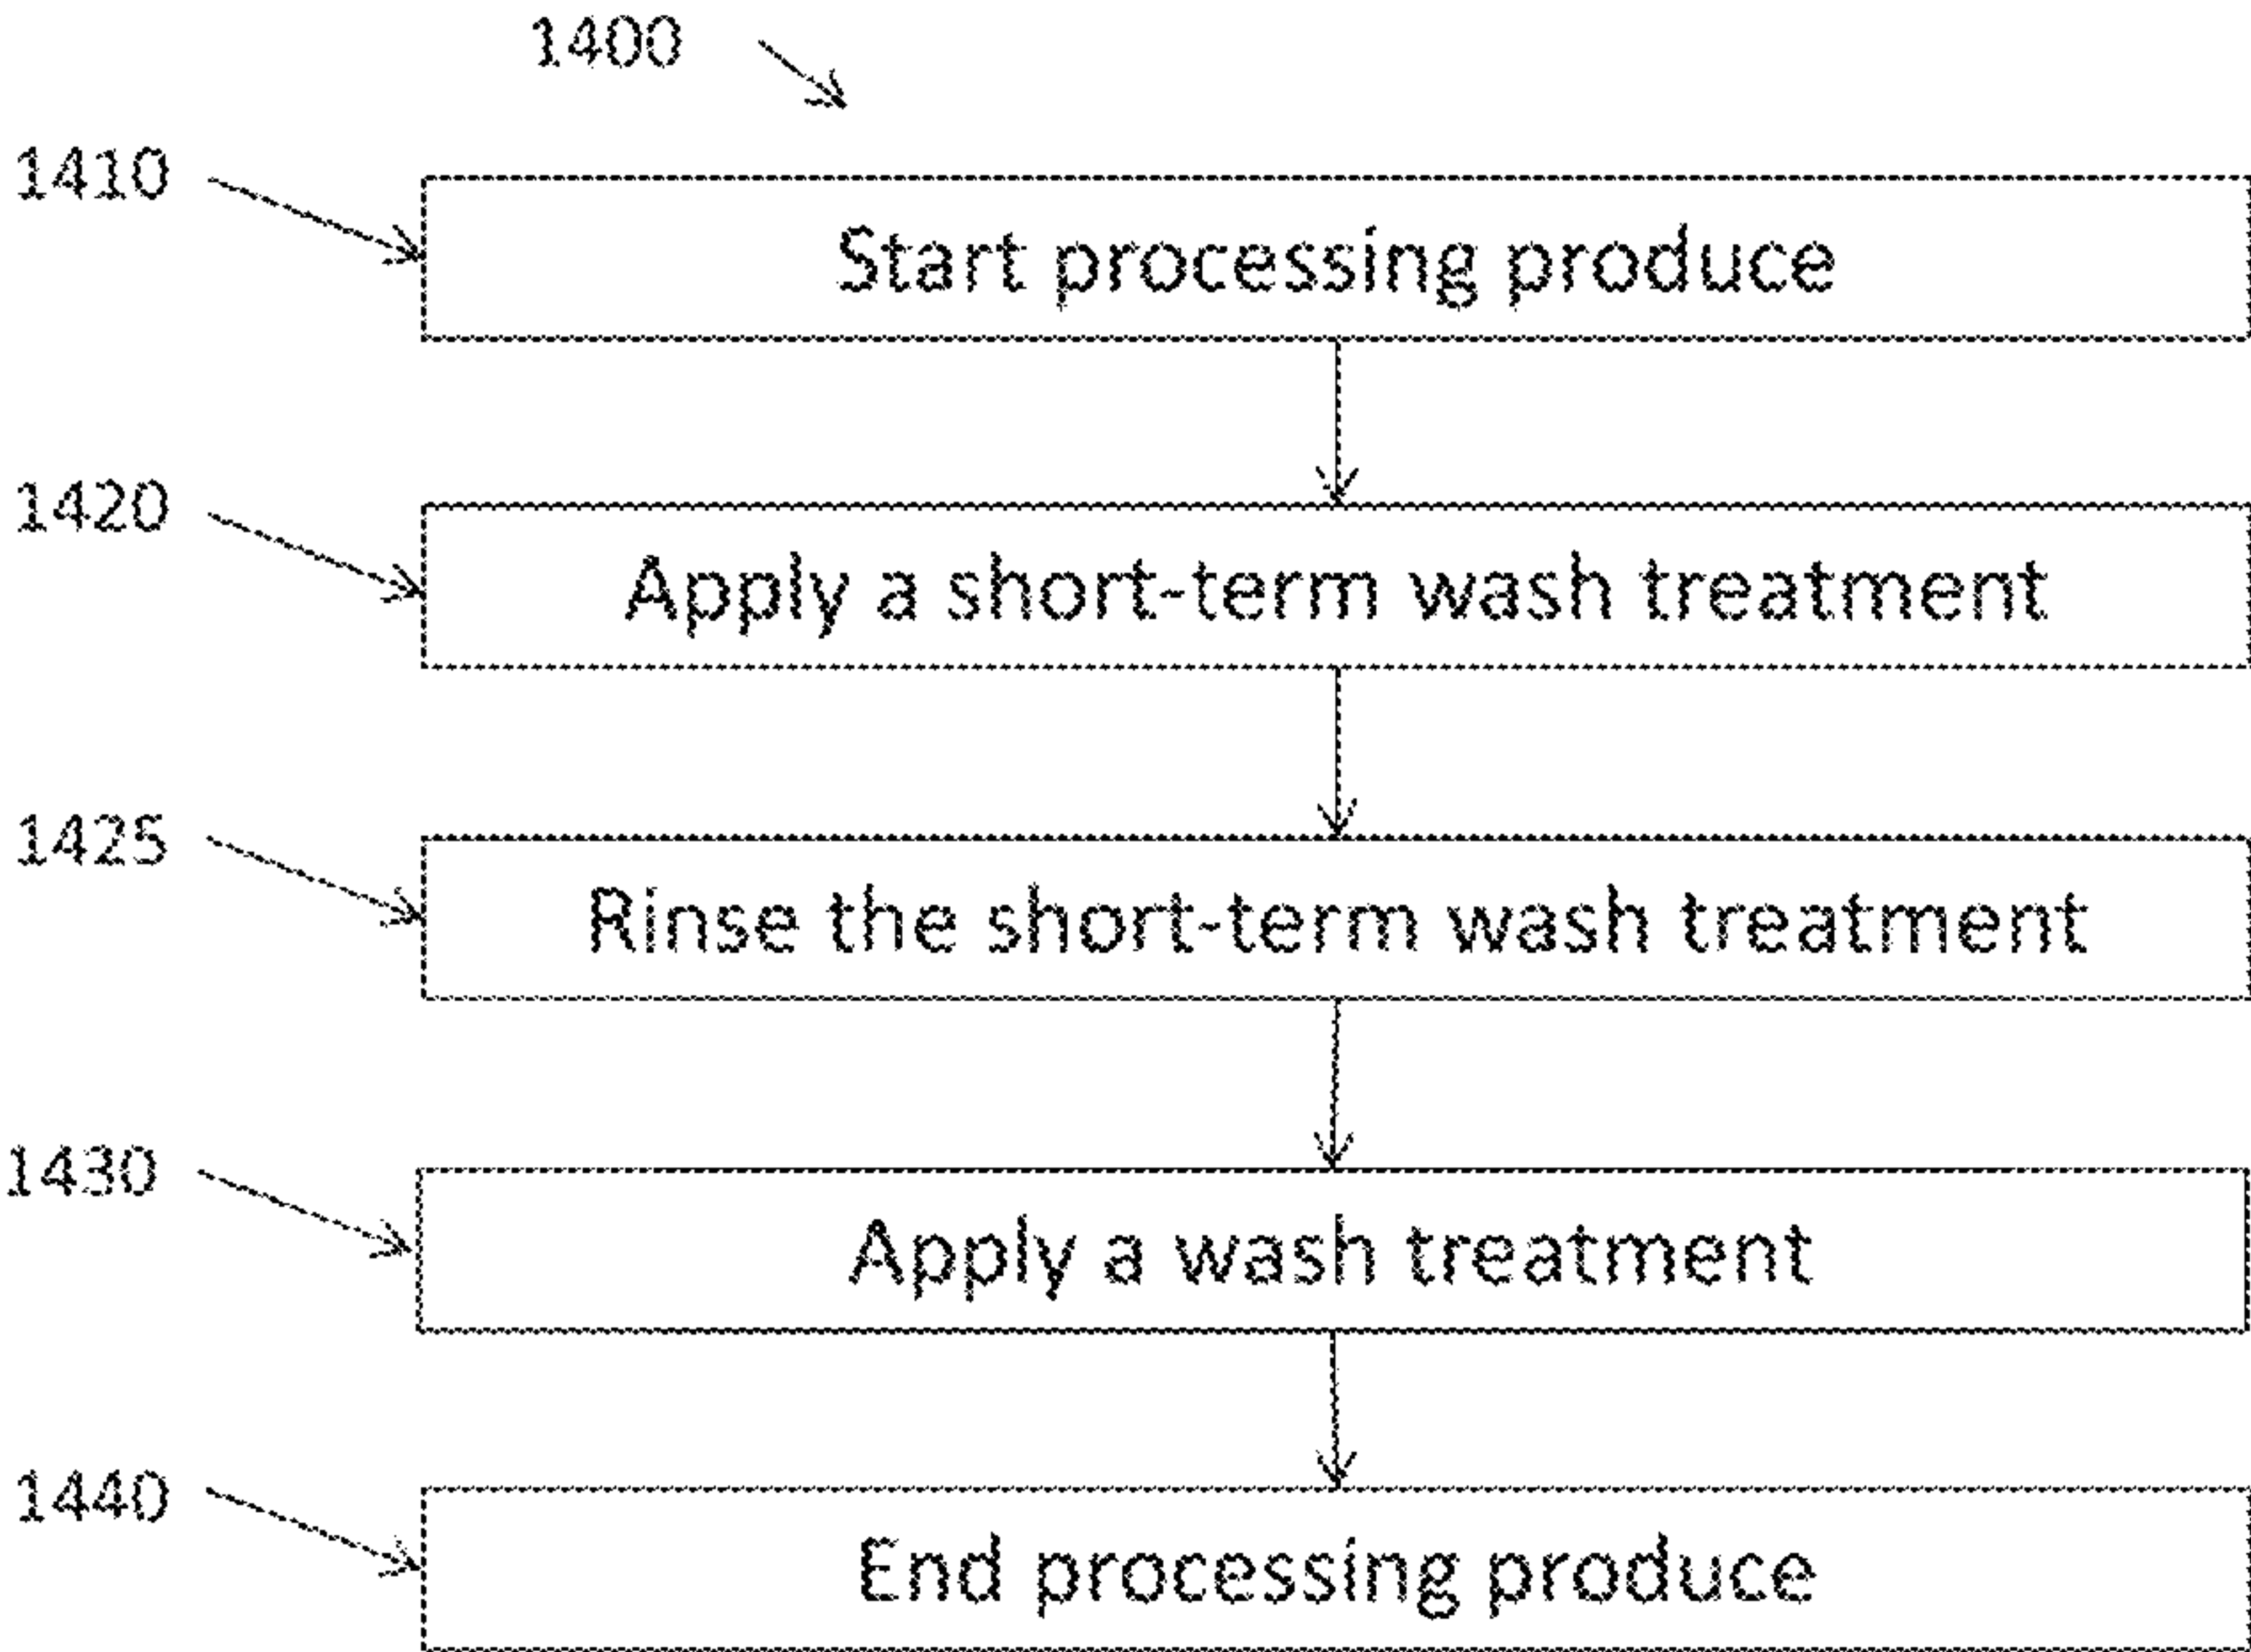 1400
1410
Start processing produce
1420
Apply a short-term wash treatment
1425
Rinse the short-term wash treatment
1430
Apply a wash treatment
1440
End processing produce